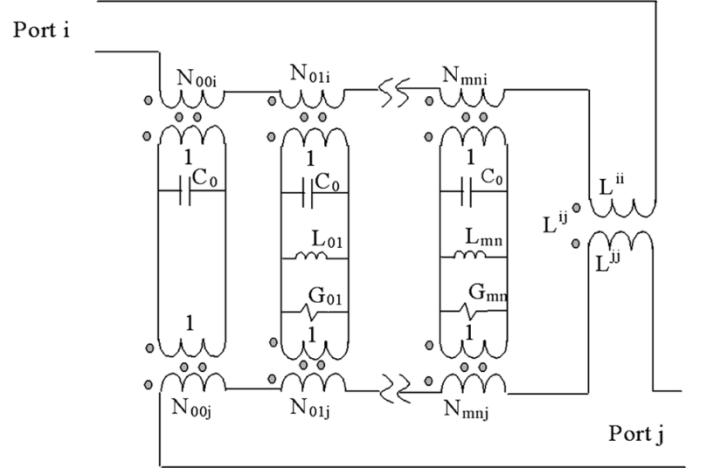 Port i
N₀₀ᵢ
N₀₁ᵢ
Nₘₙᵢ
1
1
1
C₀
C₀
C₀
L₀₁
Lₘₙ
G₀₁
Gₘₙ
Lⁱⁱ
Lⁱʲ
Lʲʲ
1
1
1
N₀₀ⱼ
N₀₁ⱼ
Nₘₙⱼ
Port j